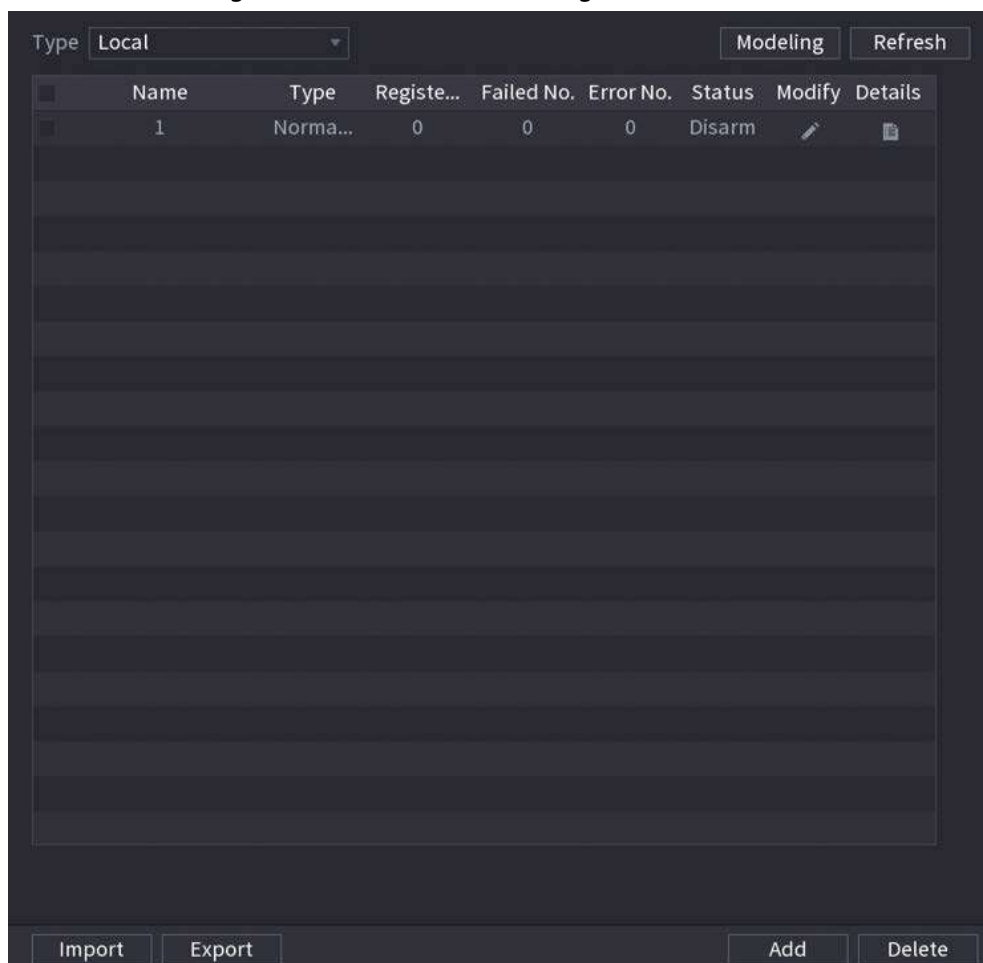 Type Local Modeling Refresh
Name Type Registe... Failed No. Error No. Status Modify Details
1 Norma... 0 0 0 Disarm
Import Export Add Delete